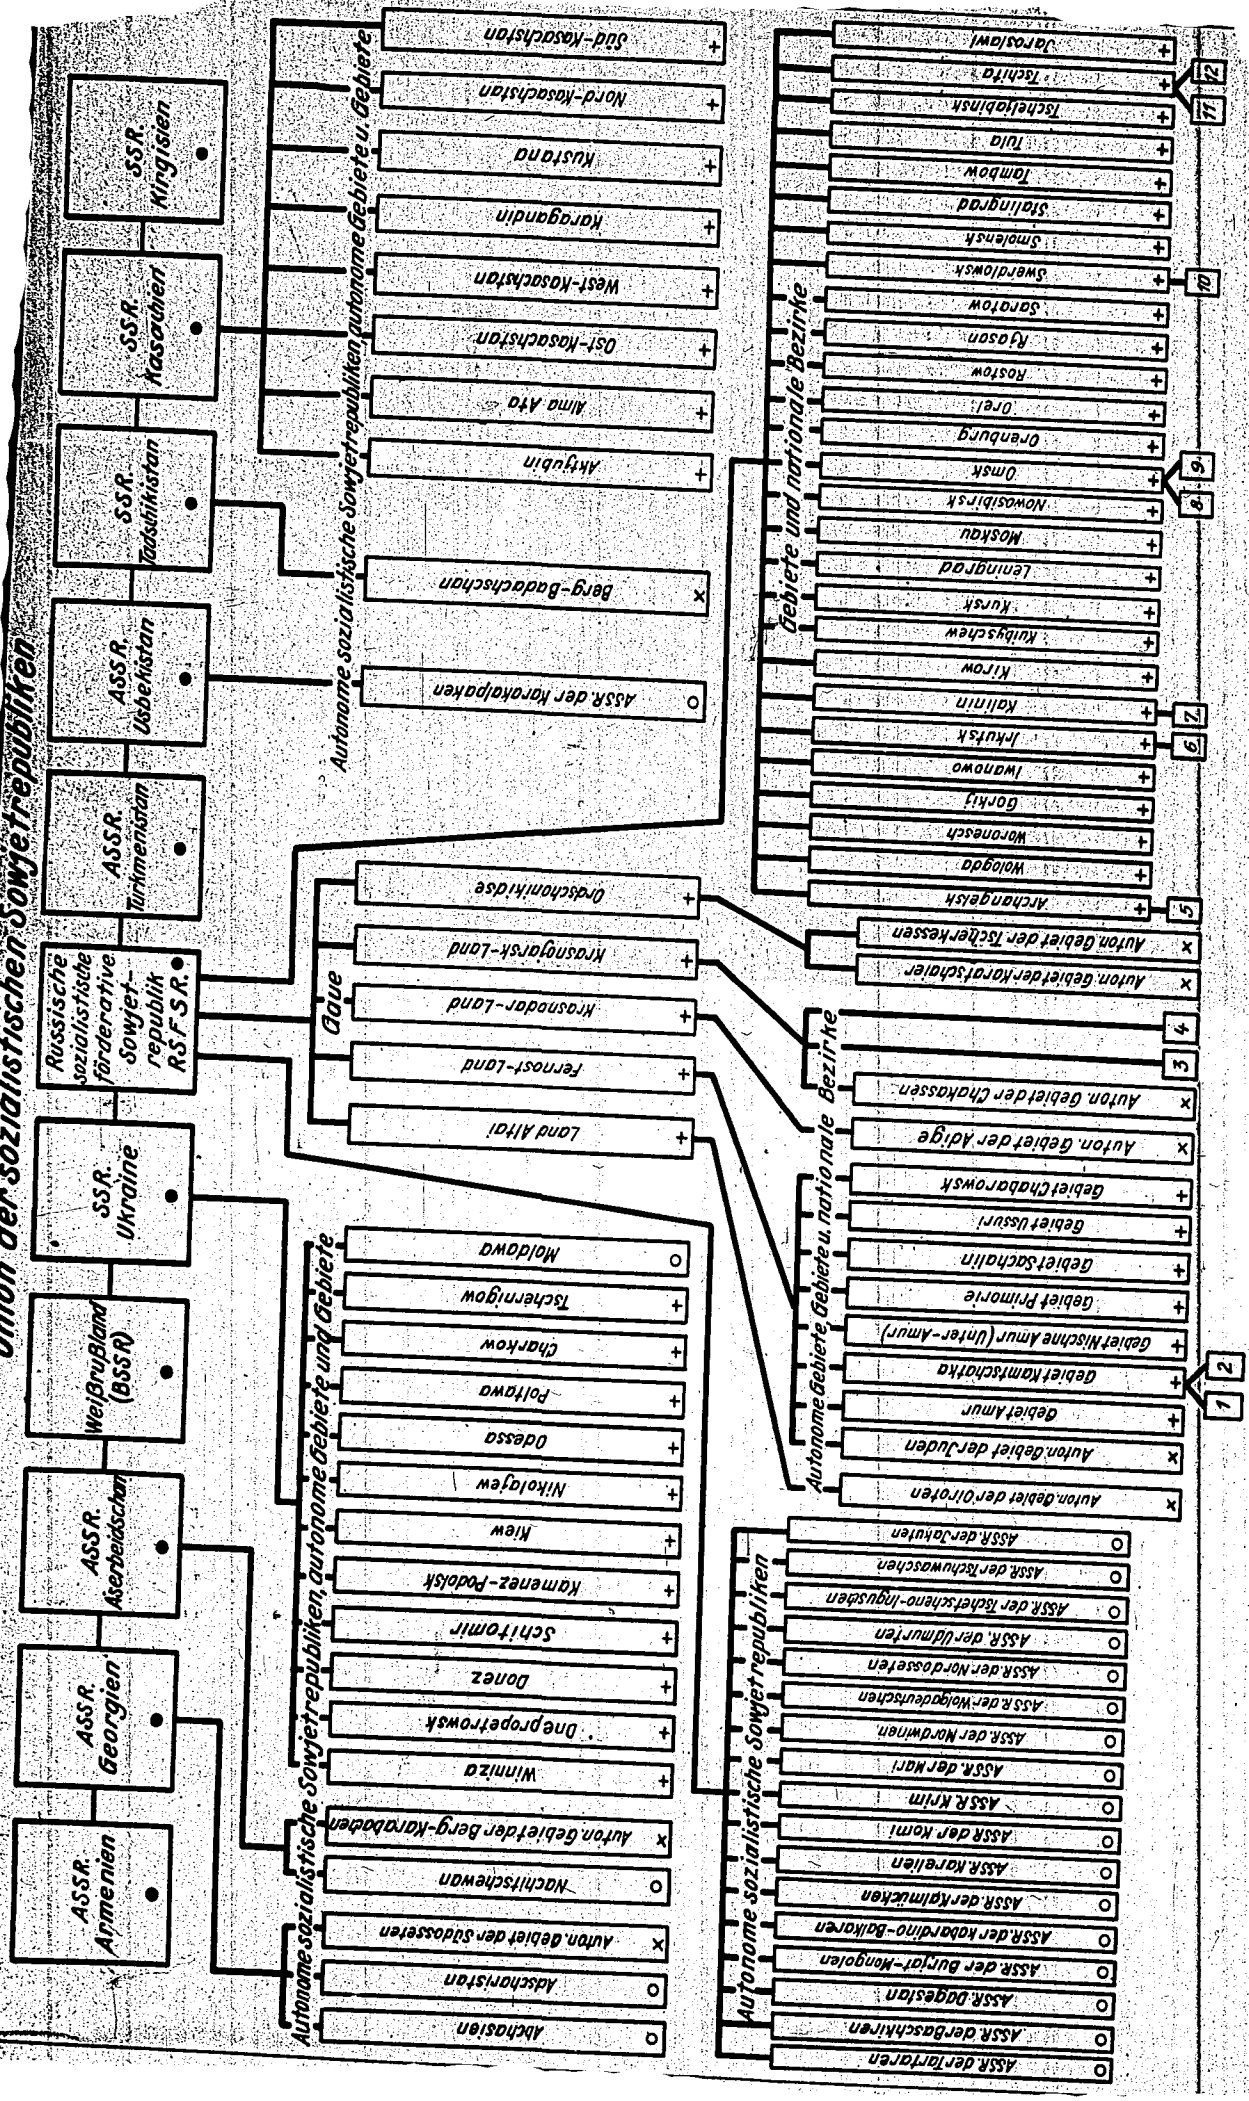 Union der sozialistischen Sowjetrepubliken
ASSR.
Armenien
ASSR.
Georgien
ASSR.
Aserbeidschan
Weißrußland
(BSSR)
SSR.
Ukraine
Russische
sozialistische
förderative
Sowjet-
republik
RSFSR.
ASSR.
Turkmenistan
ASSR.
Usbekistan
SSR.
Tadschikistan
SSR.
Kasachien
SSR.
Kirgisien
Autonome sozialistische Sowjetrepubliken, autonome Gebiete und Gebiete
Abchasien
Adscharistan
Auton. Gebiet der Südosseten
Nachitschewan
Auton. Gebiet der Berg-Karabachen
Winniza
Dnepropetrowsk
Donez
Schitomir
Kamenez-Podolsk
Kiew
Nikolajew
Odessa
Poltawa
Charkow
Tschernigow
Moldawa
Gaue
Land Altai
Fernost-Land
Krasnodar-Land
Krasnojarsk-Land
Ordschonikidse
Autonome sozialistische Sowjetrepubliken, autonome Gebiete u. Gebiete
ASSR. der Karakalpaken
Berg-Badachschan
Aktjubin
Alma Ata
Ost-Kasachstan
West-Kasachstan
Karagandin
Kustana
Nord-Kasachstan
Süd-Kasachstan
Autonome sozialistische Sowjetrepubliken
ASSR. der Tartaren
ASSR. der Baschkiren
ASSR. Dagestan
ASSR. der Burjat-Mongolen
ASSR. der Kabardino-Balkaren
ASSR. der Kalmücken
ASSR. Karelien
ASSR. der Komi
ASSR. Krim
ASSR. der Mari
ASSR. der Mordwinen
ASSR. der Wolgadeutschen
ASSR. der Nordosseten
ASSR. der Udmurten
ASSR. der Tschetscheno-Inguschen
ASSR. der Tschuwaschen
ASSR. der Jakuten
Autonome Gebiete, Gebiete u. nationale Bezirke
Auton. Gebiet der Oiroten
Auton. Gebiet der Juden
Gebiet Amur
Gebiet Kamtschatka
1
2
Gebiet Nischne Amur (Unter-Amur)
Gebiet Primorie
Gebiet Sachalin
Gebiet Ussuri
Gebiet Chabarowsk
Auton. Gebiet der Adige
Auton. Gebiet der Chakassen
3
4
Auton. Gebiet der Karatschaier
Auton. Gebiet der Tscherkessen
Gebiete und nationale Bezirke
Archangelsk
5
Wologda
Woronesch
Gorkij
Iwanowo
Irkutsk
6
Kalinin
7
Kirow
Kuibyschew
Kursk
Leningrad
Moskau
Nowosibirsk
Omsk
8
9
Orenburg
Orel
Rostow
Rjasan
Saratow
Swerdlowsk
10
Smolensk
Stalingrad
Tambow
Tula
Tscheljabinsk
Tschita
11
12
Jaroslawl